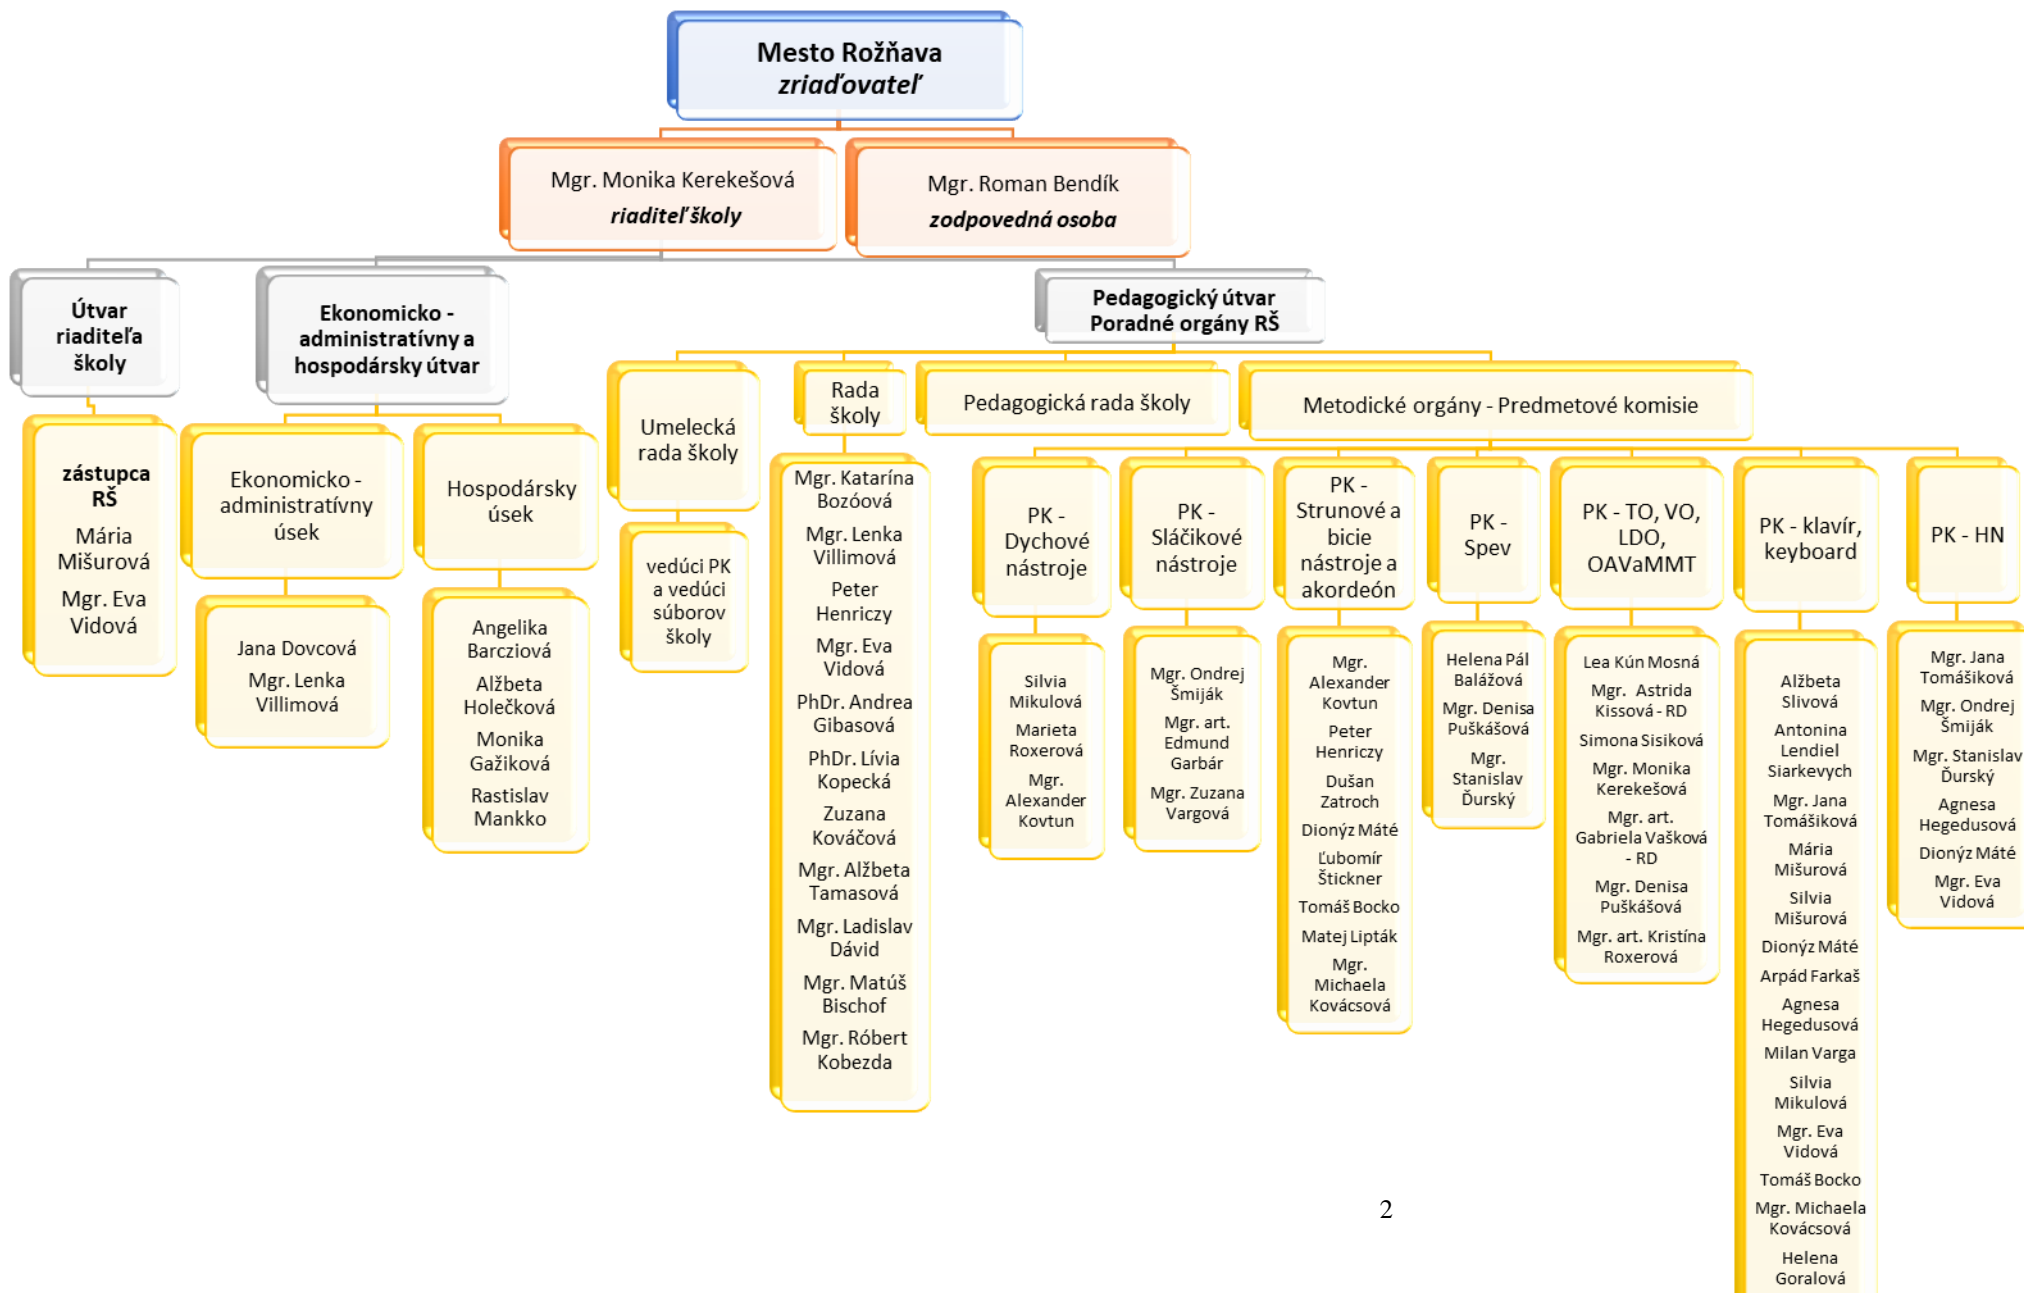 Mesto Rožňava
zriaďovateľ
Mgr. Monika Kerekešová
riaditeľ školy
Mgr. Roman Bendík
zodpovedná osoba
Útvar
riaditeľa
školy
Ekonomicko -
administratívny a
hospodársky útvar
Pedagogický útvar
Poradné orgány RŠ
zástupca
RŠ
Mária
Mišurová
Mgr. Eva
Vidová
Ekonomicko -
administratívny
úsek
Jana Dovcová
Mgr. Lenka
Villimová
Hospodársky
úsek
Angelika
Barcziová
Alžbeta
Holečková
Monika
Gažiková
Rastislav
Mankko
Umelecká
rada školy
vedúci PK
a vedúci
súborov
školy
Rada
školy
Mgr. Katarína
Bozóová
Mgr. Lenka
Villimová
Peter
Henriczy
Mgr. Eva
Vidová
PhDr. Andrea
Gibasová
PhDr. Lívia
Kopecká
Zuzana
Kováčová
Mgr. Alžbeta
Tamasová
Mgr. Ladislav
Dávid
Mgr. Matúš
Bischof
Mgr. Róbert
Kobezda
Pedagogická rada školy
Metodické orgány - Predmetové komisie
PK -
Dychové
nástroje
Silvia
Mikulová
Marieta
Roxerová
Mgr.
Alexander
Kovtun
PK -
Sláčikové
nástroje
Mgr. Ondrej
Šmiják
Mgr. art.
Edmund
Garbár
Mgr. Zuzana
Vargová
PK -
Strunové a
bicie
nástroje a
akordeón
Mgr.
Alexander
Kovtun
Peter
Henriczy
Dušan
Zatroch
Dionýz Máté
Ľubomír
Štickner
Tomáš Bocko
Matej Lipták
Mgr.
Michaela
Kovácsová
PK -
Spev
Helena Pál
Balážová
Mgr. Denisa
Puškášová
Mgr.
Stanislav
Ďurský
PK - TO, VO,
LDO,
OAVaMMT
Lea Kún Mosná
Mgr. Astrida
Kissová - RD
Simona Sisiková
Mgr. Monika
Kerekešová
Mgr. art.
Gabriela Vašková
- RD
Mgr. Denisa
Puškášová
Mgr. art. Kristína
Roxerová
PK - klavír,
keyboard
Alžbeta
Slivová
Antonina
Lendiel
Siarkevych
Mgr. Jana
Tomášiková
Mária
Mišurová
Silvia
Mišurová
Dionýz Máté
Arpád Farkaš
Agnesa
Hegedusová
Milan Varga
Silvia
Mikulová
Mgr. Eva
Vidová
Tomáš Bocko
Mgr. Michaela
Kovácsová
Helena
Goralová
PK - HN
Mgr. Jana
Tomášiková
Mgr. Ondrej
Šmiják
Mgr. Stanislav
Ďurský
Agnesa
Hegedusová
Dionýz Máté
Mgr. Eva
Vidová
2